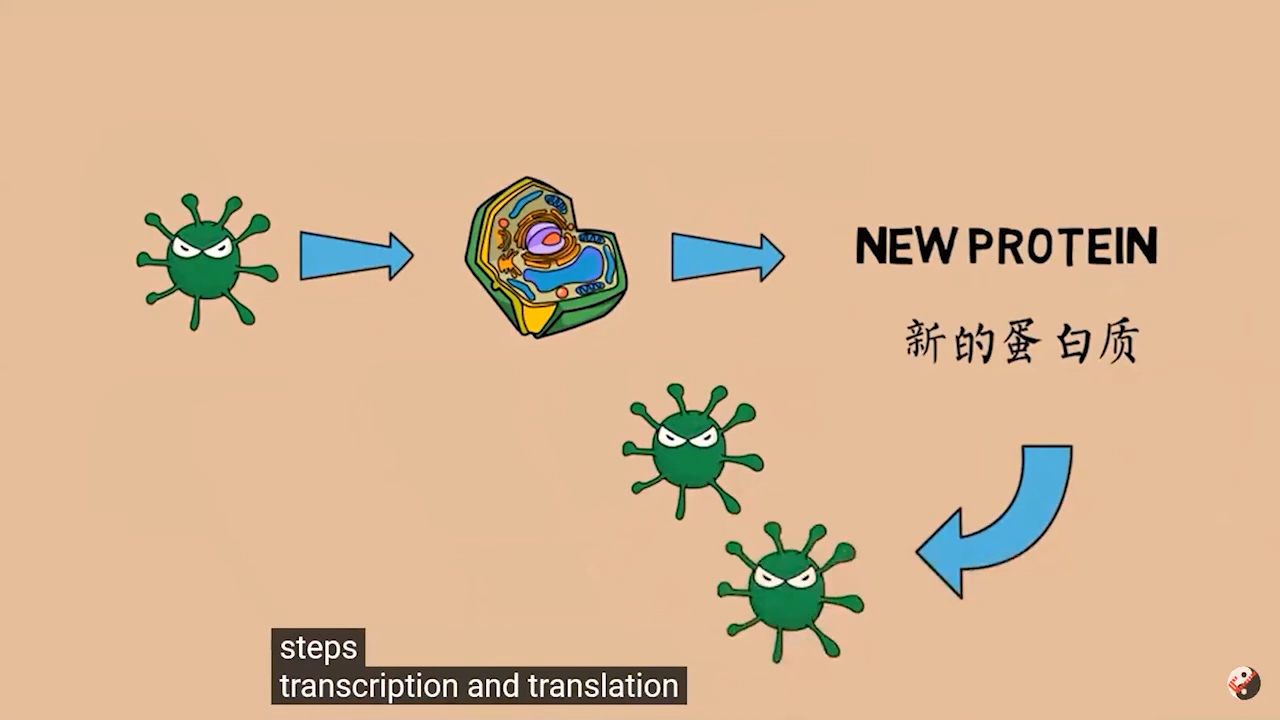 NEW PROTEIN
新的蛋白质
steps
transcription and translation